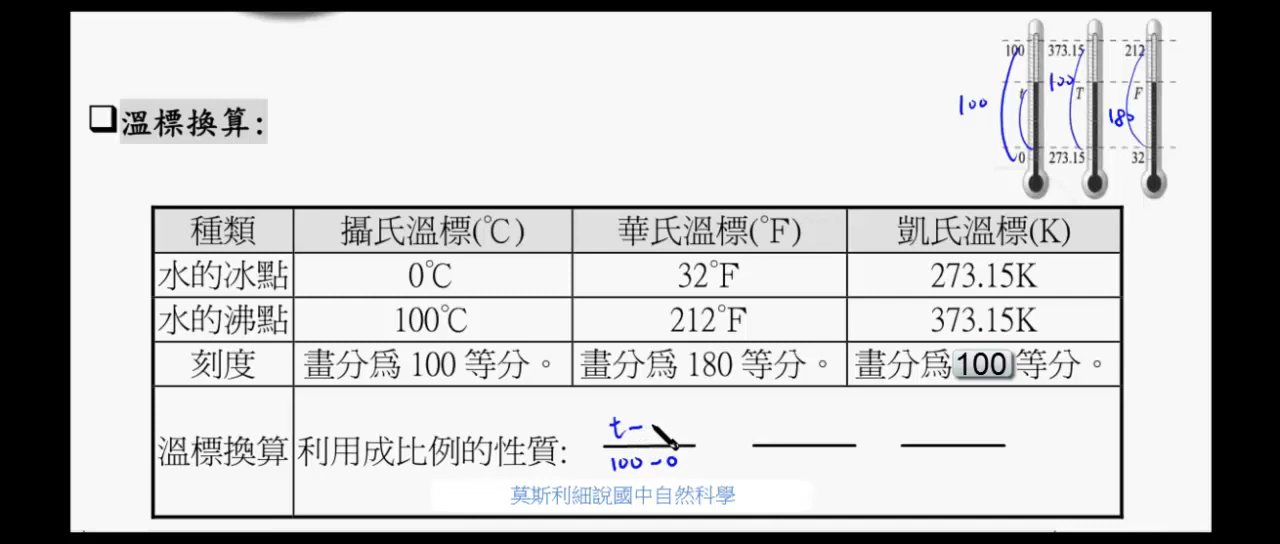 100 373.15 212
100
100 t T F
180
0 273.15 32
溫標換算:
種類 攝氏溫標(℃) 華氏溫標(°F) 凱氏溫標(K)
水的冰點 0℃ 32°F 273.15K
水的沸點 100℃ 212°F 373.15K
刻度 畫分為 100 等分。 畫分為 180 等分。 畫分為 100 等分。
溫標換算 利用成比例的性質:
t-
100-0
莫斯利細說國中自然科學